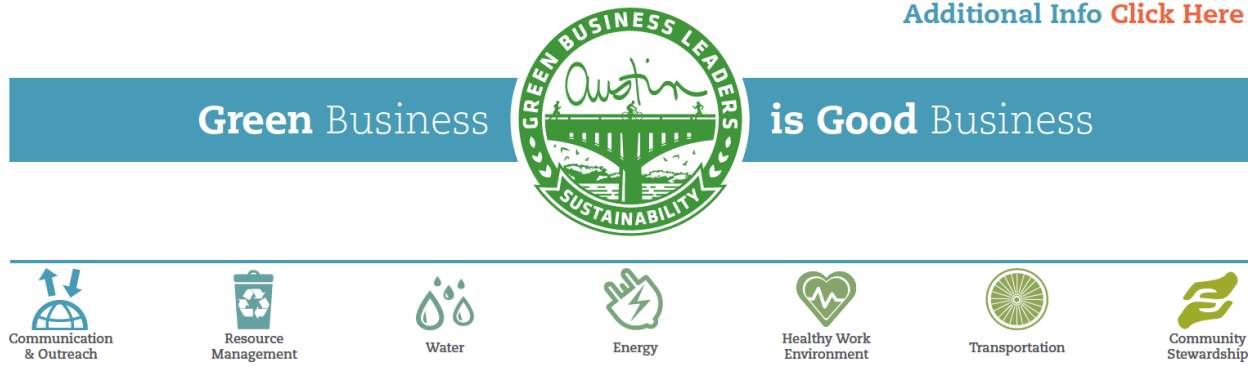 Additional Info Click Here
Green Business
GREEN BUSINESS LEADERS
Austin
SUSTAINABILITY
is Good Business
Communication
& Outreach
Resource
Management
Water
Energy
Healthy Work
Environment
Transportation
Community
Stewardship